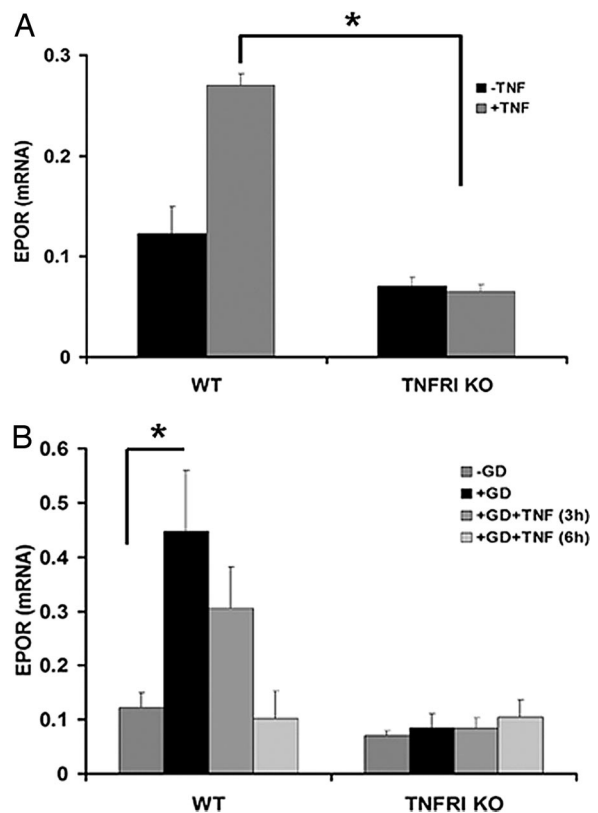 A
*
0.3
-TNF
+TNF
0.2
EPOR (mRNA)
0.1
0
WT TNFRI KO
B
0.6
*
-GD
+GD
+GD+TNF (3h)
+GD+TNF (6h)
0.5
0.4
EPOR (mRNA)
0.3
0.2
0.1
0
WT TNFRI KO